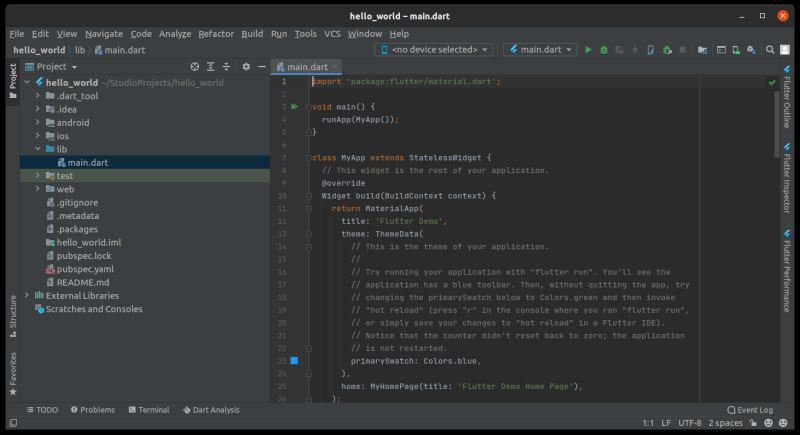 hello_world – main.dart
File Edit View Navigate Code Analyze Refactor Build Run Tools VCS Window Help
hello_world lib main.dart
<no device selected>
main.dart
Project
main.dart
Project
Structure
Favorites
hello_world ~/StudioProjects/hello_world
.dart_tool
.idea
android
ios
lib
main.dart
test
web
.gitignore
.metadata
.packages
hello_world.iml
pubspec.lock
pubspec.yaml
README.md
External Libraries
Scratches and Consoles
1 import 'package:flutter/material.dart';
2
3 void main() {
4 runApp(MyApp());
5 }
6
7 class MyApp extends StatelessWidget {
8 // This widget is the root of your application.
9 @override
10 Widget build(BuildContext context) {
11 return MaterialApp(
12 title: 'Flutter Demo',
13 theme: ThemeData(
14 // This is the theme of your application.
15 //
16 // Try running your application with "flutter run". You'll see the
17 // application has a blue toolbar. Then, without quitting the app, try
18 // changing the primarySwatch below to Colors.green and then invoke
19 // "hot reload" (press "r" in the console where you ran "flutter run",
20 // or simply save your changes to "hot reload" in a Flutter IDE).
21 // Notice that the counter didn't reset back to zero; the application
22 // is not restarted.
23 primarySwatch: Colors.blue,
24 ),
25 home: MyHomePage(title: 'Flutter Demo Home Page'),
26 );
Flutter Outline
Flutter Inspector
Flutter Performance
TODO Problems Terminal Dart Analysis Event Log
1:1 LF UTF-8 2 spaces